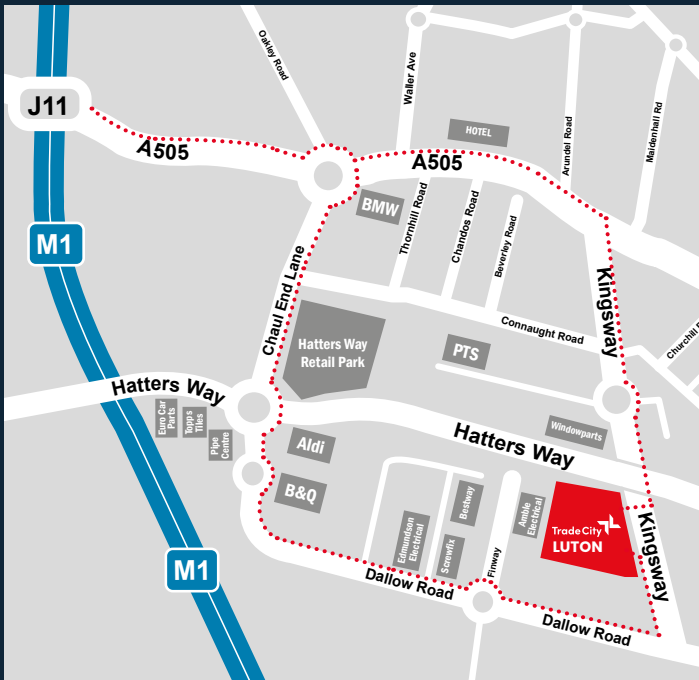 Oakley Road
Waller Ave
Arundel Road
Maidenhall Rd
J11
A505
HOTEL
A505
BMW
Thornhill Road
Chandos Road
Beverley Road
M1
Chaul End Lane
Kingsway
Connaught Road
Hatters Way
Retail Park
PTS
Hatters Way
Euro Car
Parts
Topps
Tiles
Pipe
Centre
Aldi
Hatters Way
Windowparts
B&Q
Edmundson
Electrical
Bestway
Screwfix
Finway
Amble
Electrical
Trade City
LUTON
Kingsway
M1
Dallow Road
Dallow Road